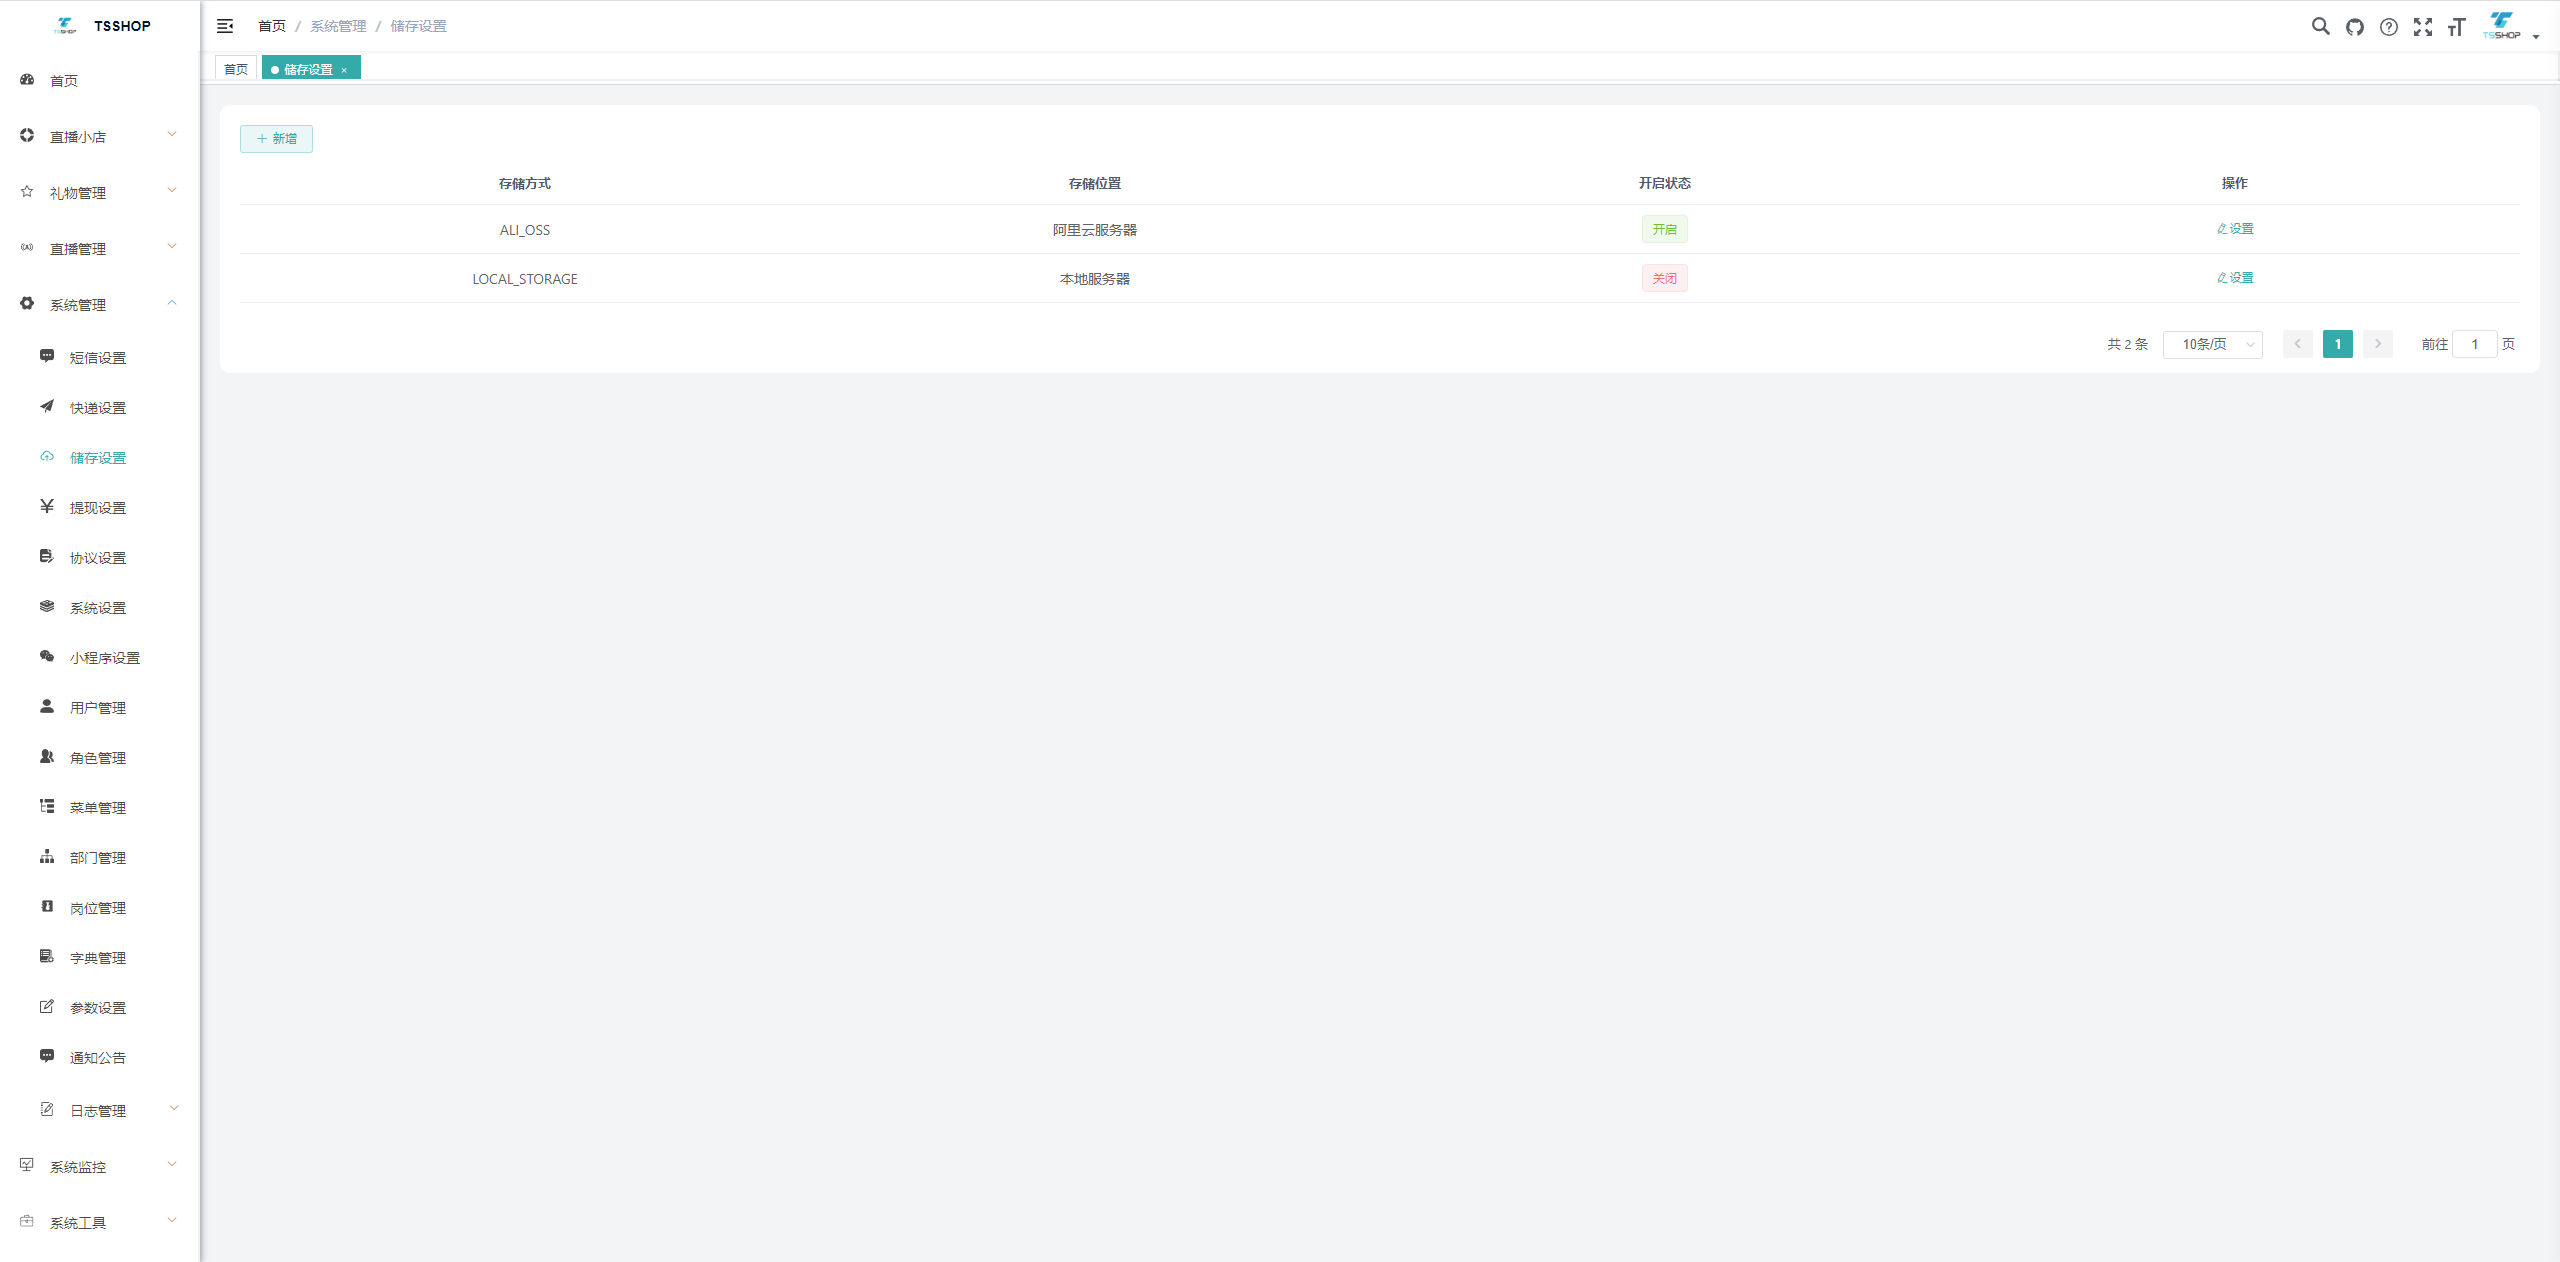 TSSHOP
首页
直播小店
礼物管理
直播管理
系统管理
短信设置
快递设置
储存设置
提现设置
协议设置
系统设置
小程序设置
用户管理
角色管理
菜单管理
部门管理
岗位管理
字典管理
参数设置
通知公告
日志管理
系统监控
系统工具
首页 / 系统管理 / 储存设置
TSSHOP
首页 储存设置 ×
+ 新增
存储方式 存储位置 开启状态 操作
ALI_OSS 阿里云服务器 开启 设置
LOCAL_STORAGE 本地服务器 关闭 设置
共 2 条 10条/页 1 前往 1 页